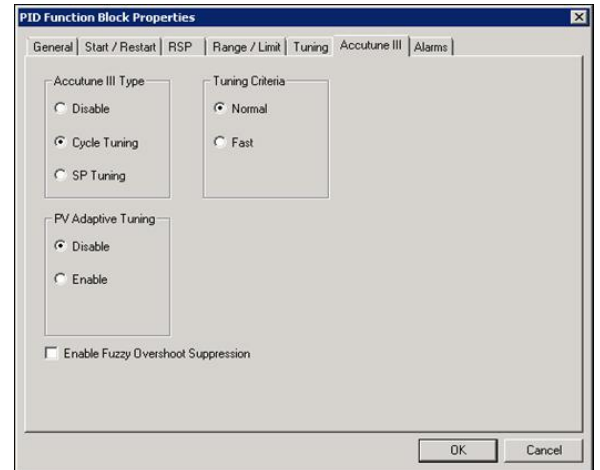 PID Function Block Properties
General Start / Restart RSP Range / Limit Tuning Accutune III Alarms
Accutune III Type
Disable
Cycle Tuning
SP Tuning
Tuning Criteria
Normal
Fast
PV Adaptive Tuning
Disable
Enable
Enable Fuzzy Overshoot Suppression
OK Cancel